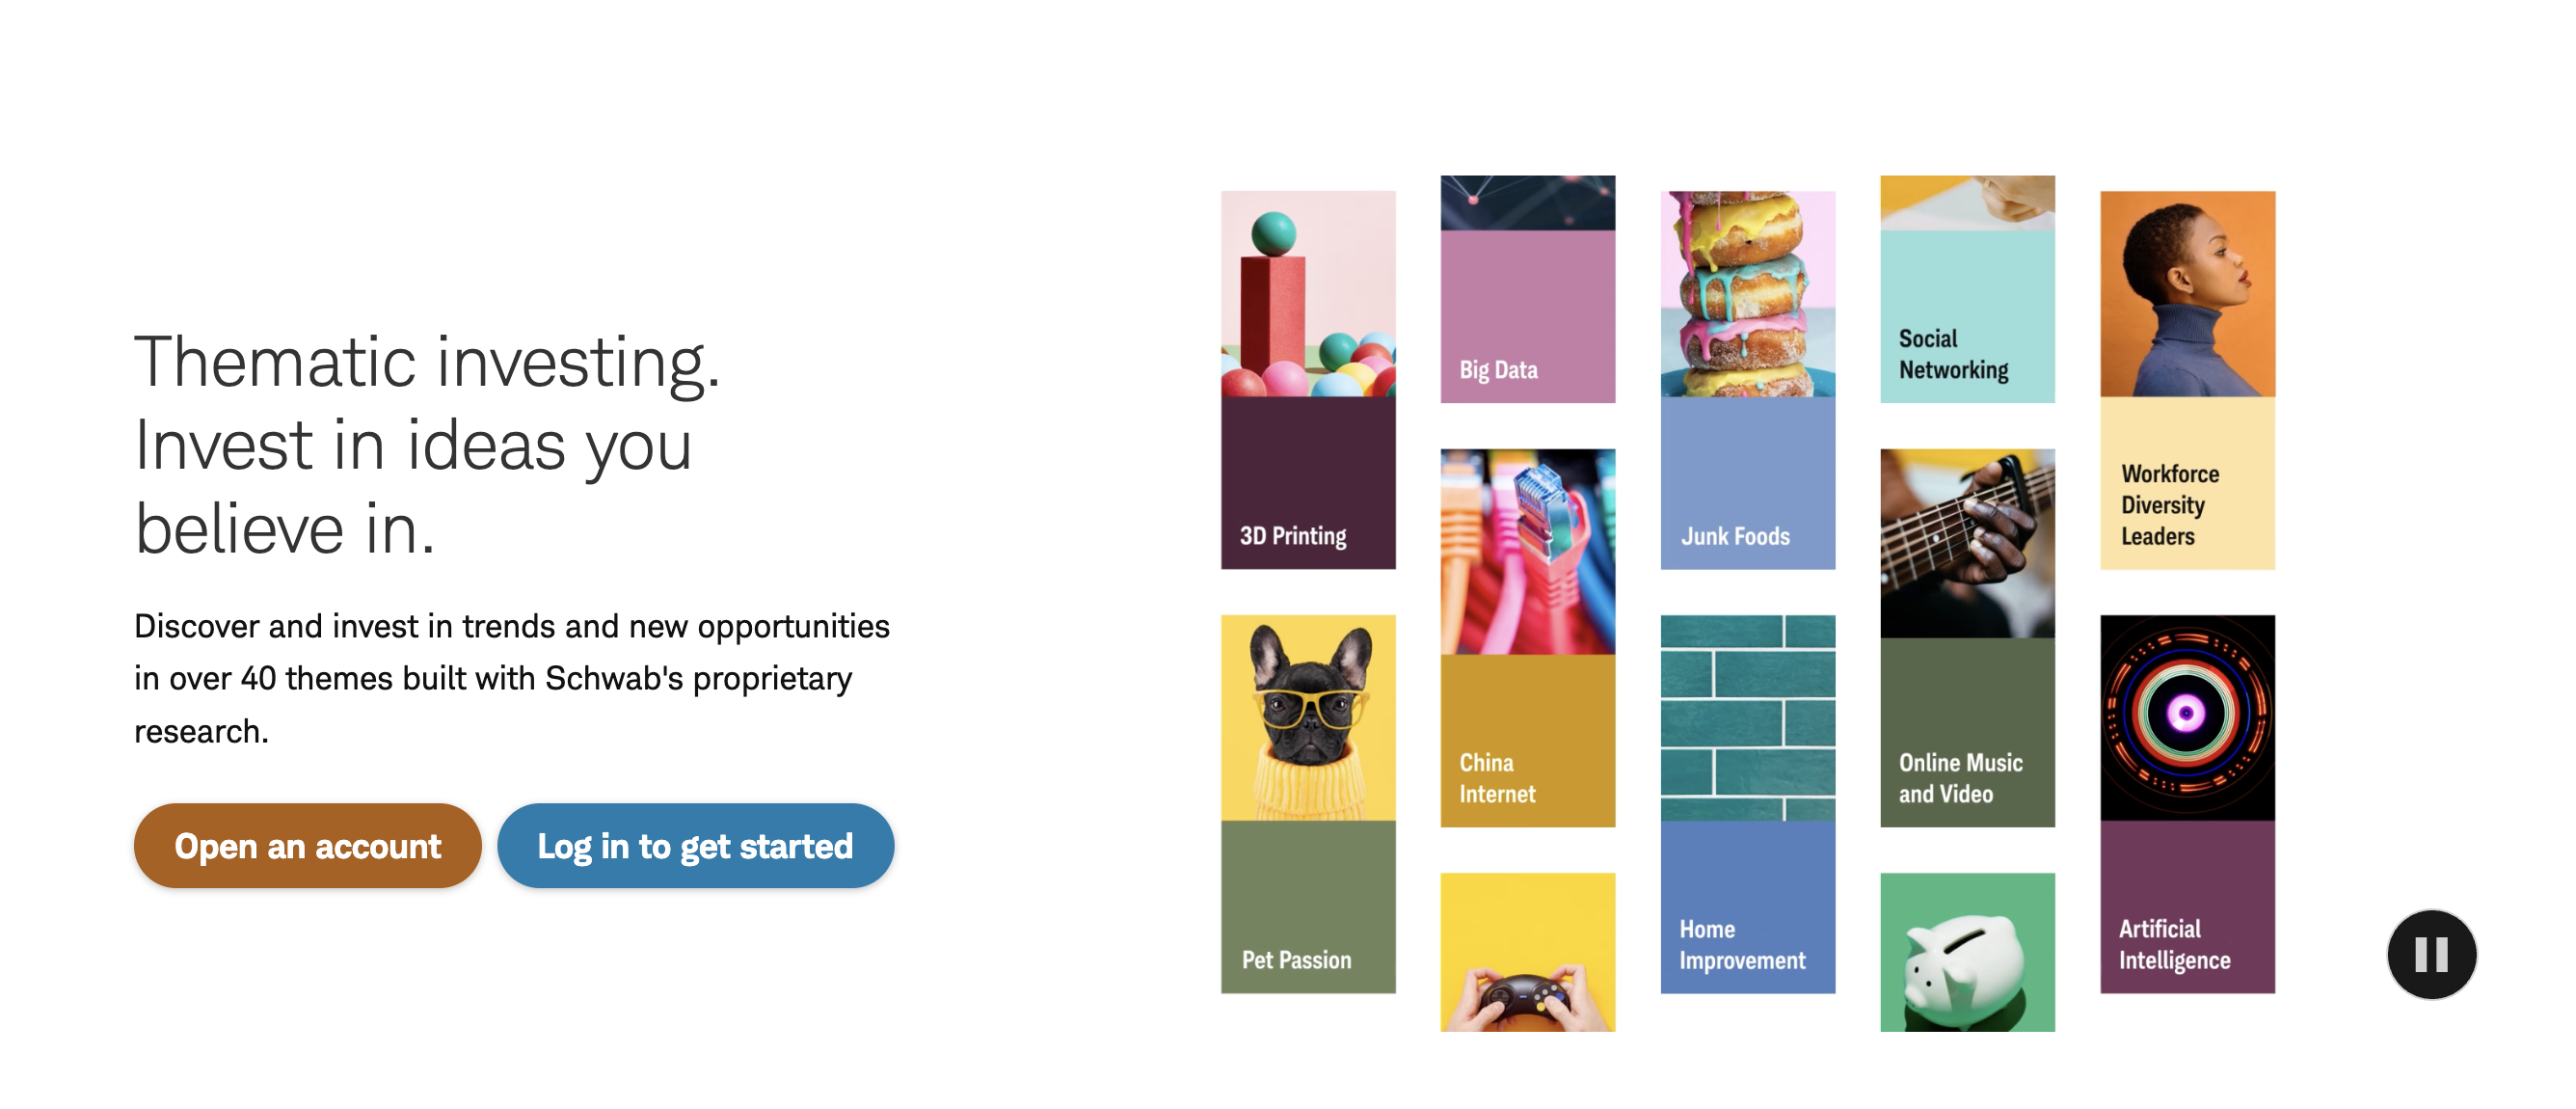 Thematic investing.
Invest in ideas you
believe in.
Discover and invest in trends and new opportunities
in over 40 themes built with Schwab's proprietary
research.
Open an account
Log in to get started
3D Printing
Pet Passion
Big Data
China
Internet
Junk Foods
Home
Improvement
Social
Networking
Online Music
and Video
Workforce
Diversity
Leaders
Artificial
Intelligence